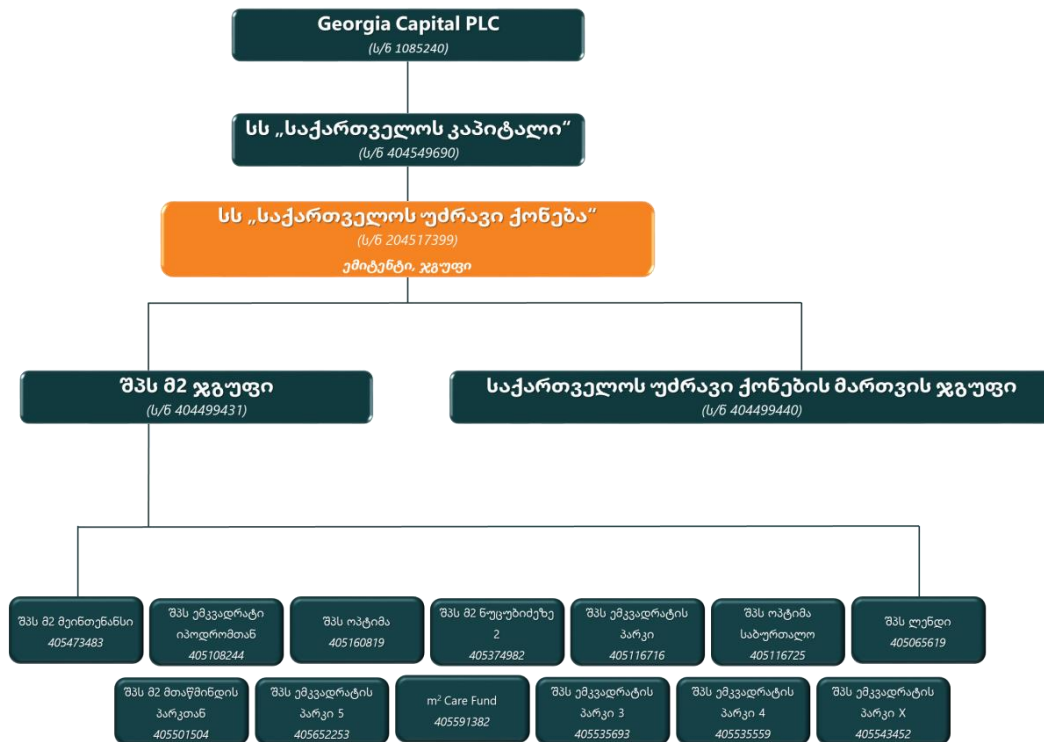 Georgia Capital PLC
(ს/ნ 1085240)
სს „საქართველოს კაპიტალი“
(ს/ნ 404549690)
სს „საქართველოს უძრავი ქონება“
(ს/ნ 204517399)
ემიტენტი, ჯგუფი
შპს მ2 ჯგუფი
(ს/ნ 404499431)
საქართველოს უძრავი ქონების მართვის ჯგუფი
(ს/ნ 404499440)
შპს მ2 მეინთენანსი
405473483
შპს ემკვადრატი
იპოდრომთან
405108244
შპს ოპტიმა
405160819
შპს მ2 ნუცუბიძეზე
2
405374982
შპს ემკვადრატის
პარკი
405116716
შპს ოპტიმა
საბურთალო
405116725
შპს ლენდი
405065619
შპს მ2 მთაწმინდის
პარკთან
405501504
შპს ემკვადრატის
პარკი 5
405652253
m² Care Fund
405591382
შპს ემკვადრატის
პარკი 3
405535693
შპს ემკვადრატის
პარკი 4
405535559
შპს ემკვადრატის
პარკი X
405543452